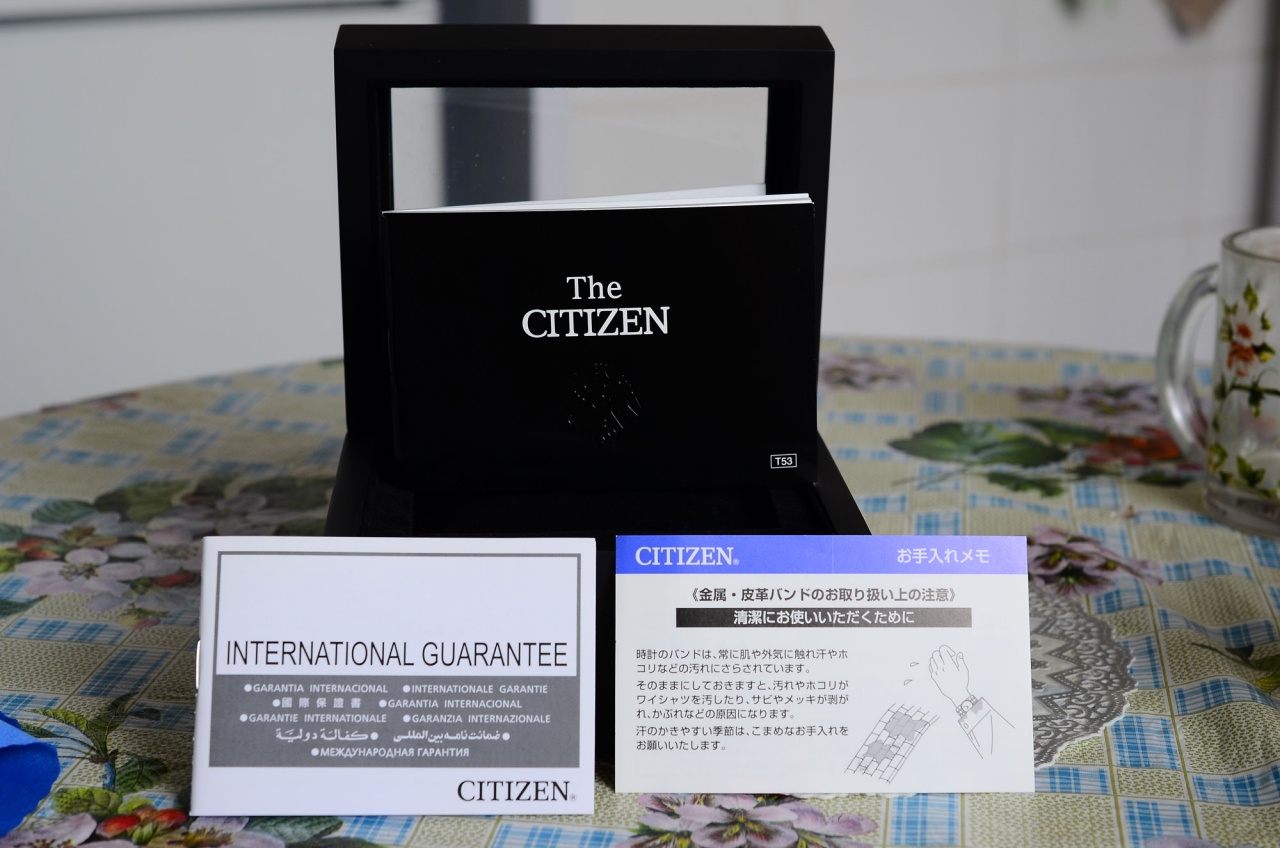 The
CITIZEN
T53
INTERNATIONAL GUARANTEE
●GARANTIA INTERNACIONAL ●INTERNATIONALE GARANTIE
●國際保證書 ●GARANTIA INTERNACIONAL
●GARANTIE INTERNATIONALE ●GARANZIA INTERNAZIONALE
●ضمانت‌نامه بین‌المللی ●كفالة دولية
●МЕЖДУНАРОДНАЯ ГАРАНТИЯ
CITIZEN®
CITIZEN® お手入れメモ
《金属・皮革バンドのお取り扱い上の注意》
清潔にお使いいただくために
時計のバンドは、常に肌や外気に触れ汗やホ
コリなどの汚れにさらされています。
そのままにしておきますと、汚れやホコリが
ワイシャツを汚したり、サビやメッキが剥が
れ、かぶれなどの原因になります。
汗のかきやすい季節は、こまめなお手入れを
お願いいたします。